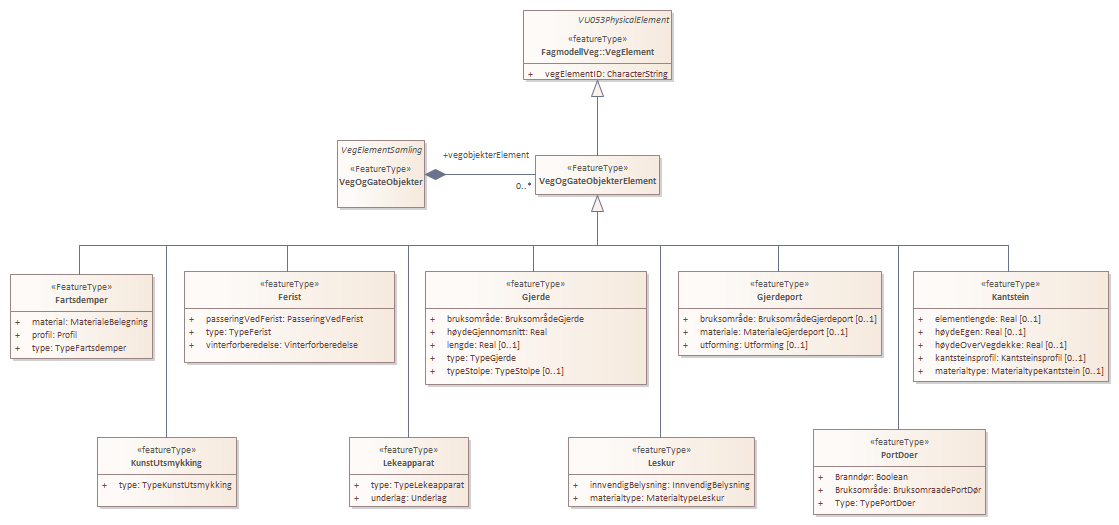 VU053PhysicalElement
«featureType»
FagmodellVeg::VegElement
+ vegElementID: CharacterString
VegElementSamling
«FeatureType»
VegOgGateObjekter
+vegobjekterElement
0..*
«FeatureType»
VegOgGateObjekterElement
«FeatureType»
Fartsdemper
+ material: MaterialeBelegning
+ profil: Profil
+ type: TypeFartsdemper
«featureType»
Ferist
+ passeringVedFerist: PasseringVedFerist
+ type: TypeFerist
+ vinterforberedelse: Vinterforberedelse
«featureType»
Gjerde
+ bruksområde: BruksområdeGjerde
+ høydeGjennomsnitt: Real
+ lengde: Real [0..1]
+ type: TypeGjerde
+ typeStolpe: TypeStolpe [0..1]
«featureType»
Gjerdeport
+ bruksområde: BruksområdeGjerdeport [0..1]
+ materiale: MaterialeGjerdeport [0..1]
+ utforming: Utforming [0..1]
«featureType»
Kantstein
+ elementlengde: Real [0..1]
+ høydeEgen: Real [0..1]
+ høydeOverVegdekke: Real [0..1]
+ kantsteinsprofil: Kantsteinsprofil [0..1]
+ materialtype: MaterialtypeKantstein [0..1]
«featureType»
KunstUtsmykking
+ type: TypeKunstUtsmykking
«featureType»
Lekeapparat
+ type: TypeLekeapparat
+ underlag: Underlag
«featureType»
Leskur
+ innvendigBelysning: InnvendigBelysning
+ materialtype: MaterialtypeLeskur
«featureType»
PortDoer
+ Branndør: Boolean
+ Bruksområde: BruksomraadePortDør
+ Type: TypePortDoer